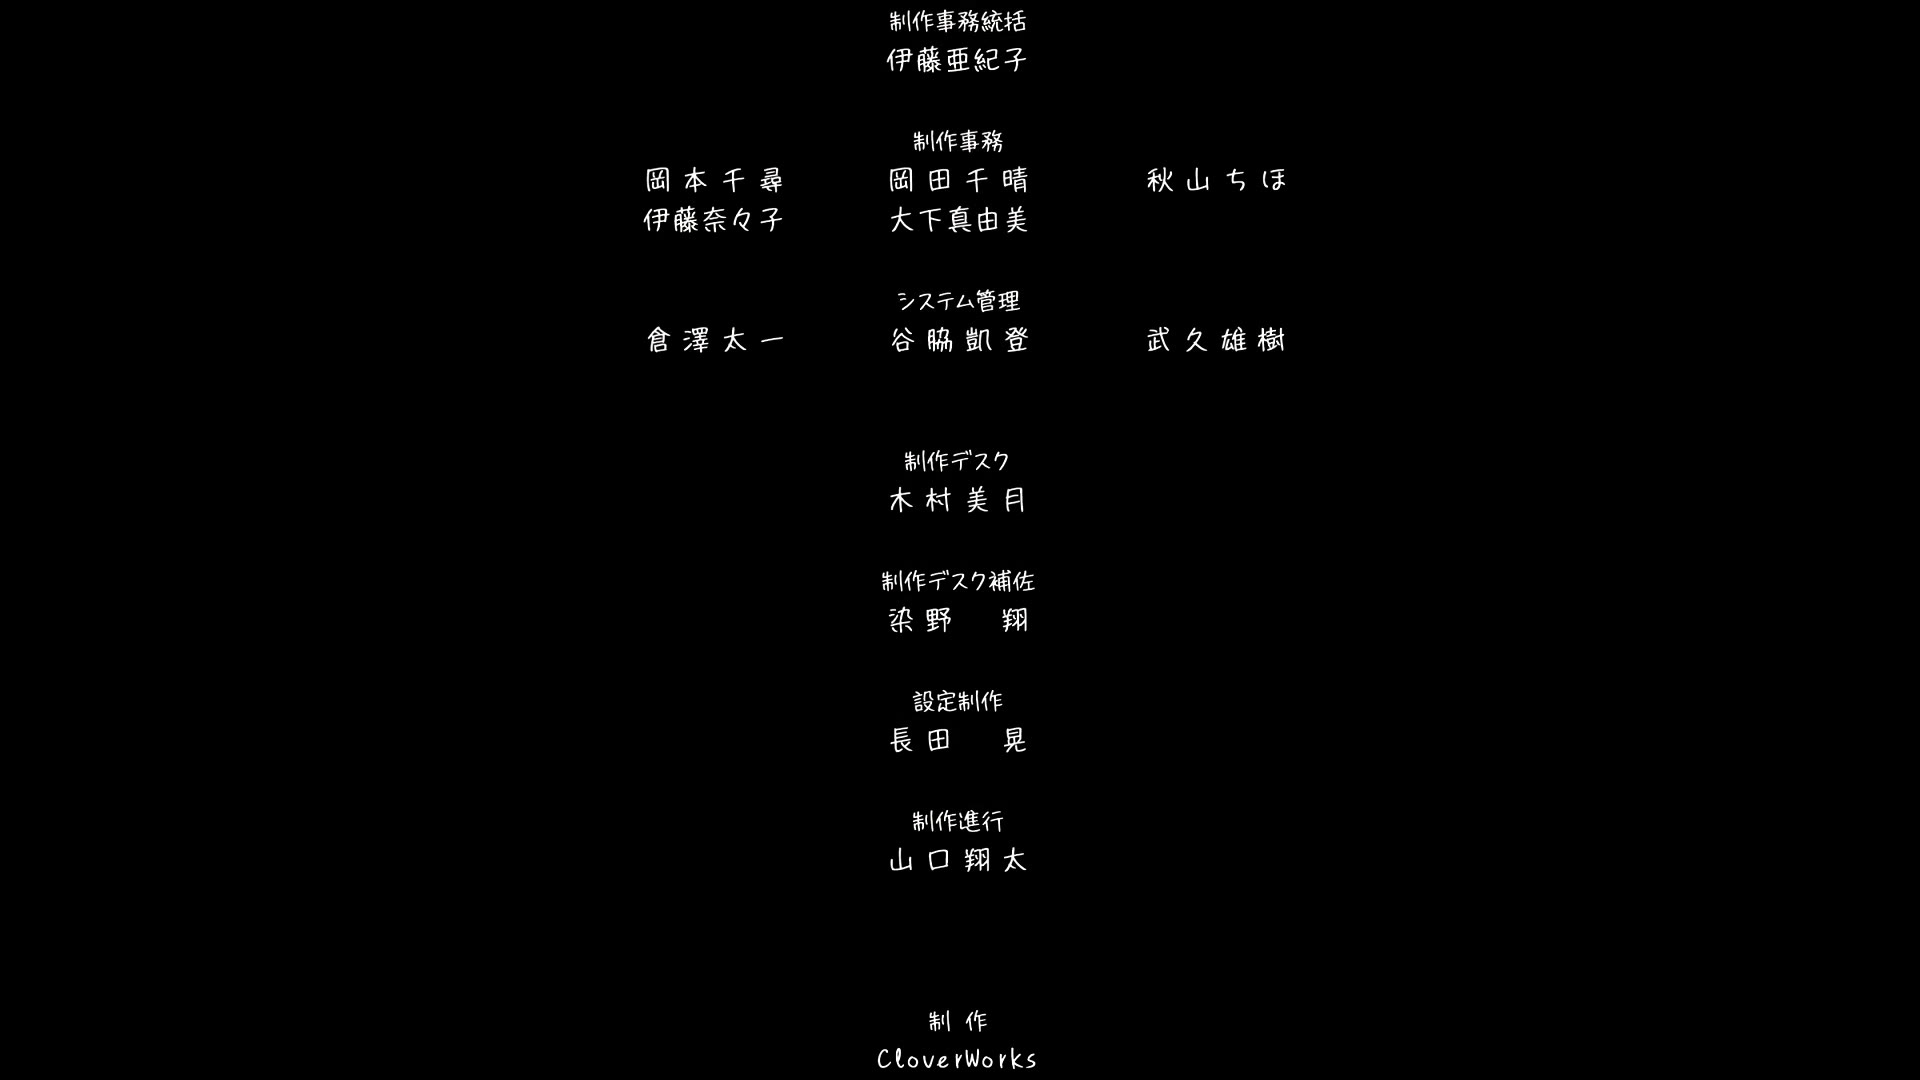 制作事務統括
伊藤亜紀子
制作事務
岡本千尋 岡田千晴 秋山ちほ
伊藤奈々子 大下真由美
システム管理
倉澤太一 谷脇凱登 武久雄樹
制作デスク
木村美月
制作デスク補佐
染野 翔
設定制作
長田 晃
制作進行
山口翔太
制作
CloverWorks